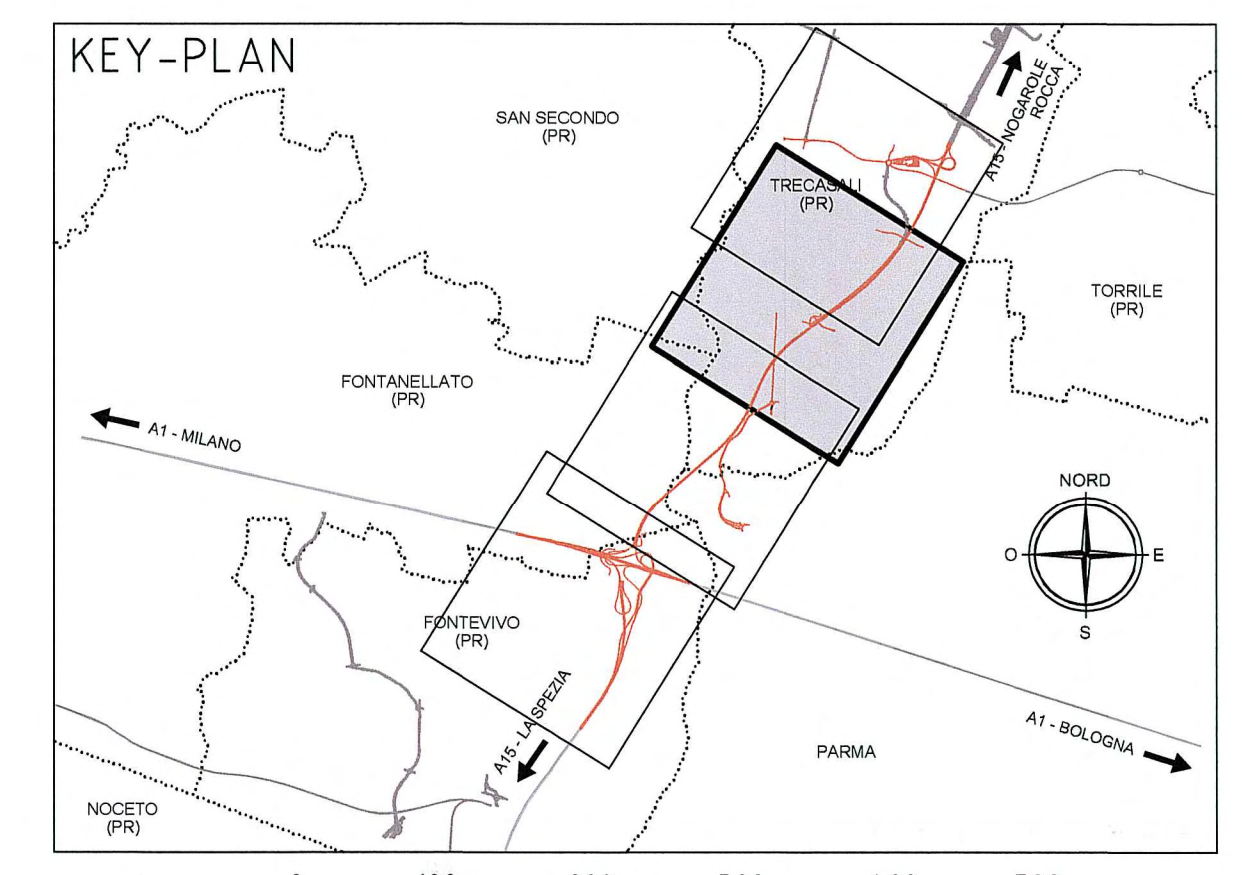 KEY-PLAN
A15 - NOGAROLE
ROCCA
SAN SECONDO
(PR)
TRECASALI
(PR)
TORRILE
(PR)
FONTANELLATO
(PR)
A1 - MILANO
NORD
O
E
S
FONTEVIVO
(PR)
A15 - LA SPEZIA
A1 - BOLOGNA
PARMA
NOCETO
(PR)